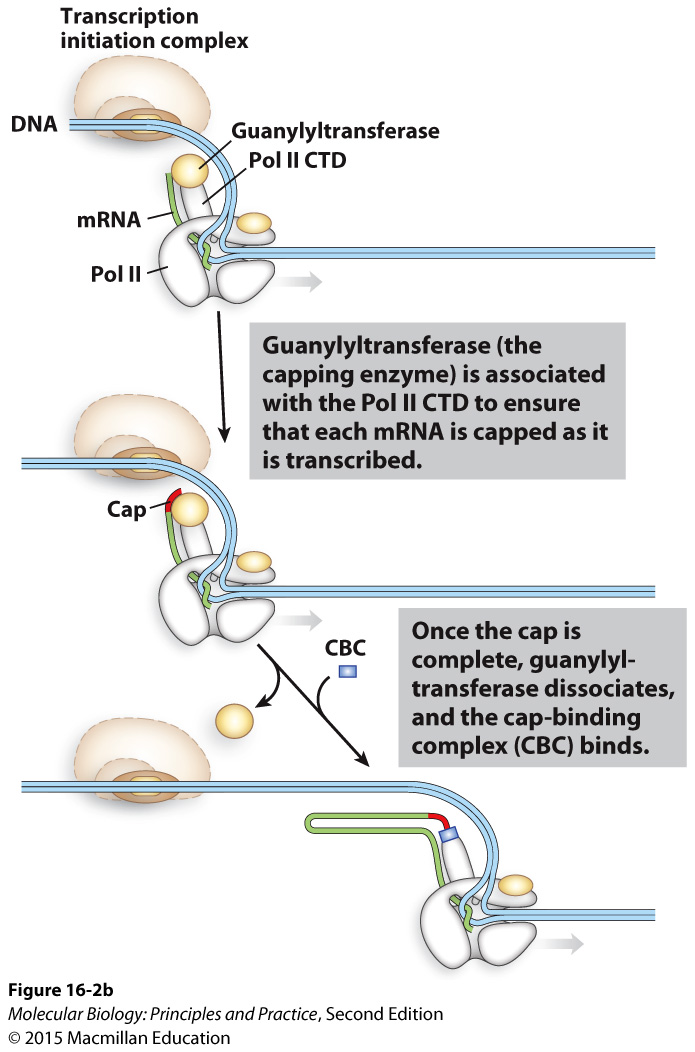 Transcription
initiation complex
DNA
Guanylyltransferase
Pol II CTD
mRNA
Pol II
Guanylyltransferase (the
capping enzyme) is associated
with the Pol II CTD to ensure
that each mRNA is capped as it
is transcribed.
Cap
CBC
Once the cap is
complete, guanylyl-
transferase dissociates,
and the cap-binding
complex (CBC) binds.
Figure 16-2b
Molecular Biology: Principles and Practice, Second Edition
© 2015 Macmillan Education